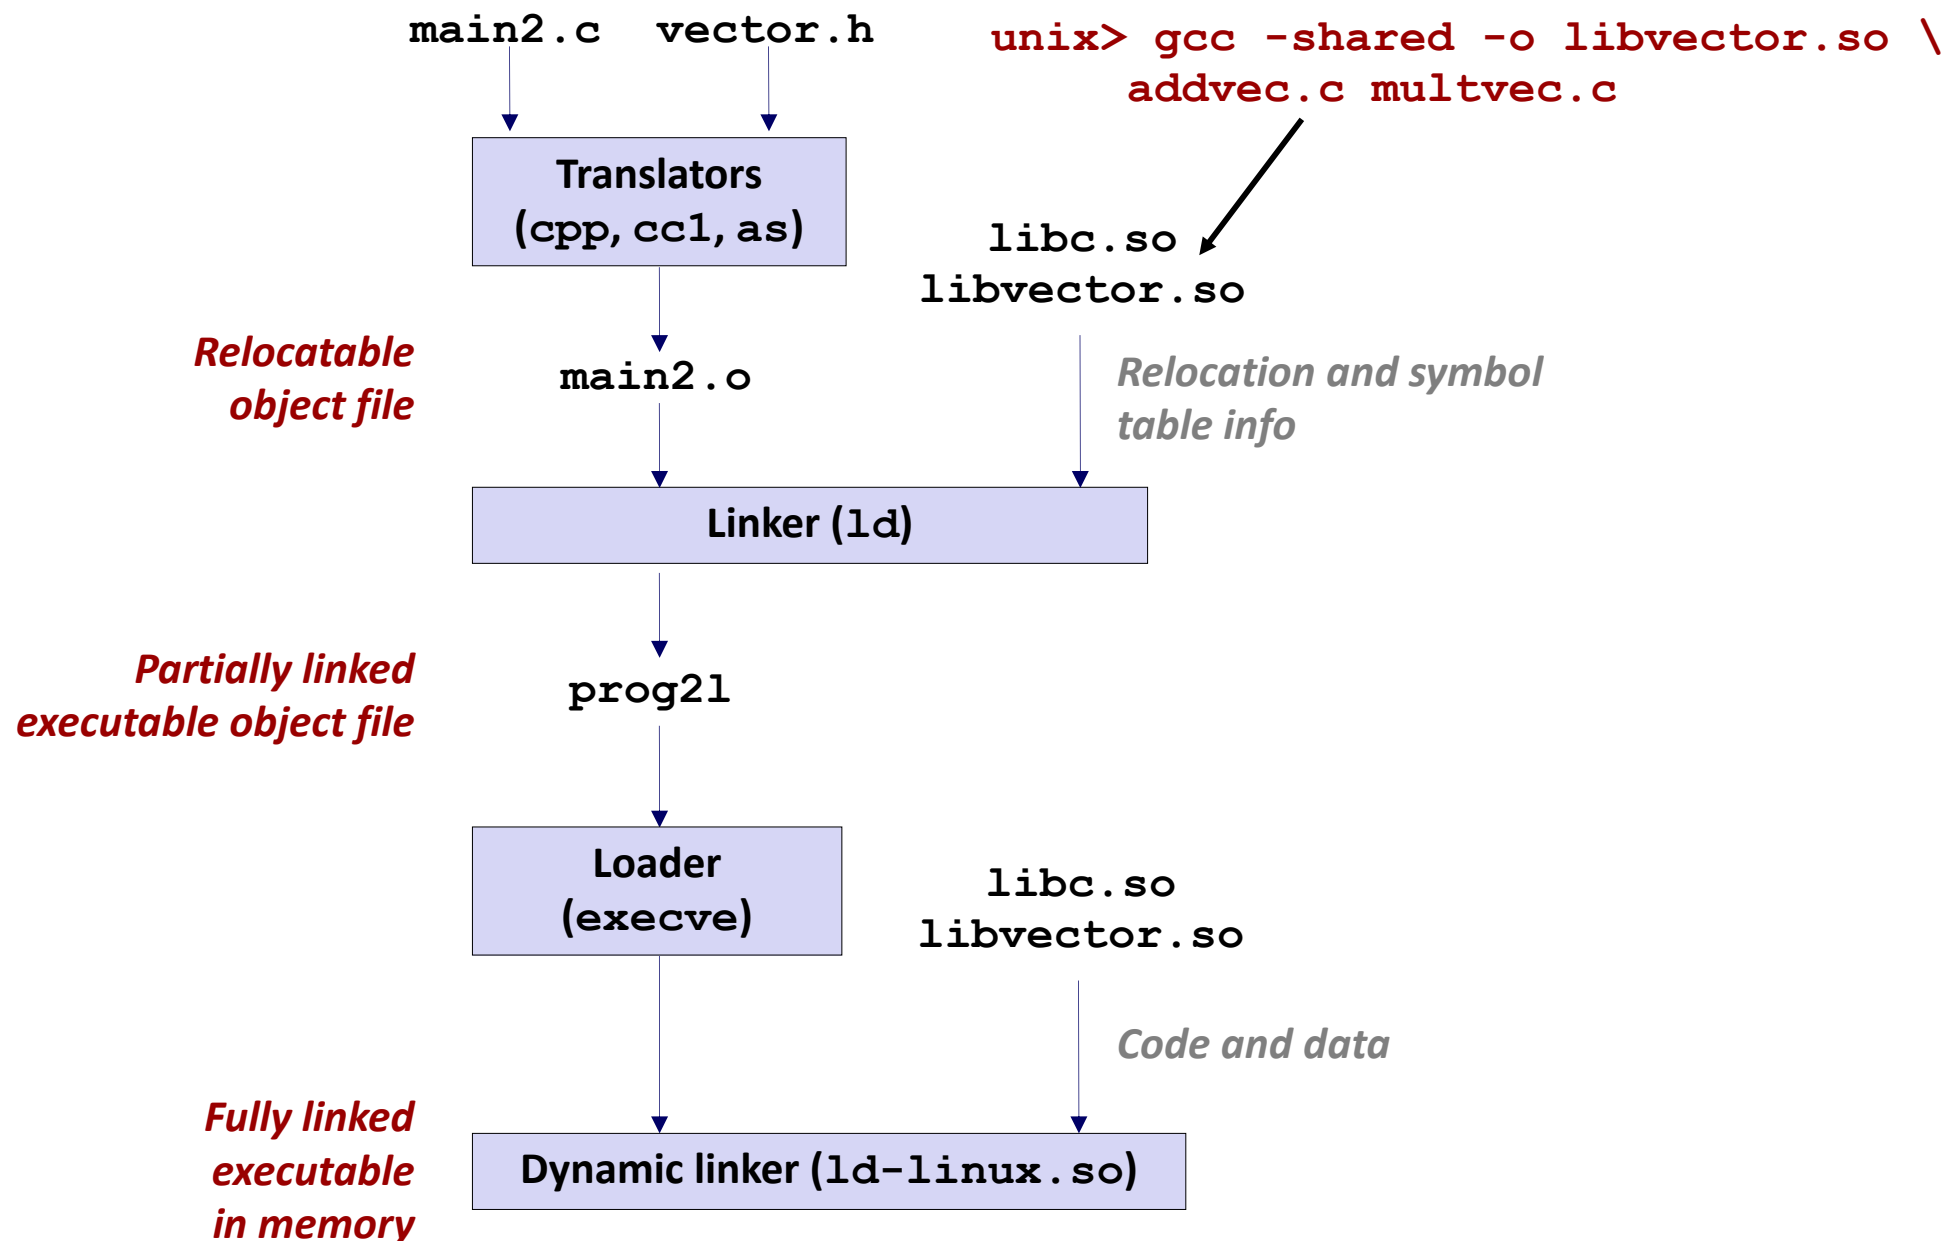 main2.c vector.h
unix> gcc -shared -o libvector.so \
addvec.c multvec.c
Translators
(cpp, cc1, as)
libc.so
libvector.so
Relocatable
object file
main2.o
Relocation and symbol
table info
Linker (ld)
Partially linked
executable object file
prog2l
Loader
(execve)
libc.so
libvector.so
Code and data
Fully linked
executable
in memory
Dynamic linker (ld-linux.so)